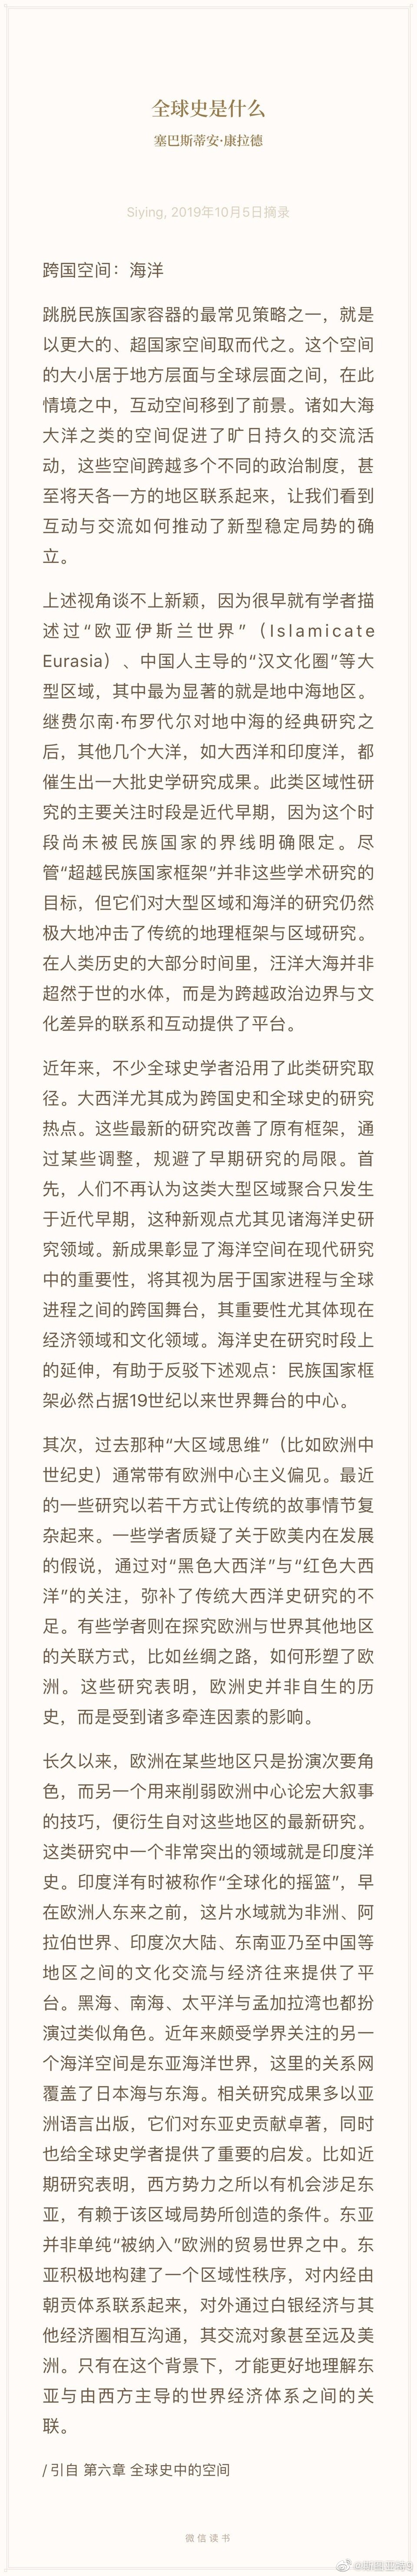 全球史是什么
塞巴斯蒂安·康拉德
Siying, 2019年10月5日摘录
跨国空间：海洋
跳脱民族国家容器的最常见策略之一，就是
以更大的、超国家空间取而代之。这个空间
的大小居于地方层面与全球层面之间，在此
情境之中，互动空间移到了前景。诸如大海
大洋之类的空间促进了旷日持久的交流活
动，这些空间跨越多个不同的政治制度，甚
至将天各一方的地区联系起来，让我们看到
互动与交流如何推动了新型稳定局势的确
立。
上述视角谈不上新颖，因为很早就有学者描
述过“欧亚伊斯兰世界”（Islamicate
Eurasia）、中国人主导的“汉文化圈”等大
型区域，其中最为显著的就是地中海地区。
继费尔南·布罗代尔对地中海的经典研究之
后，其他几个大洋，如大西洋和印度洋，都
催生出一大批史学研究成果。此类区域性研
究的主要关注时段是近代早期，因为这个时
段尚未被民族国家的界线明确限定。尽
管“超越民族国家框架”并非这些学术研究的
目标，但它们对大型区域和海洋的研究仍然
极大地冲击了传统的地理框架与区域研究。
在人类历史的大部分时间里，汪洋大海并非
超然于世的水体，而是为跨越政治边界与文
化差异的联系和互动提供了平台。
近年来，不少全球史学者沿用了此类研究取
径。大西洋尤其成为跨国史和全球史的研究
热点。这些最新的研究改善了原有框架，通
过某些调整，规避了早期研究的局限。首
先，人们不再认为这类大型区域聚合只发生
于近代早期，这种新观点尤其见诸海洋史研
究领域。新成果彰显了海洋空间在现代研究
中的重要性，将其视为居于国家进程与全球
进程之间的跨国舞台，其重要性尤其体现在
经济领域和文化领域。海洋史在研究时段上
的延伸，有助于反驳下述观点：民族国家框
架必然占据19世纪以来世界舞台的中心。
其次，过去那种“大区域思维”（比如欧洲中
世纪史）通常带有欧洲中心主义偏见。最近
的一些研究以若干方式让传统的故事情节复
杂起来。一些学者质疑了关于欧美内在发展
的假说，通过对“黑色大西洋”与“红色大西
洋”的关注，弥补了传统大西洋史研究的不
足。有些学者则在探究欧洲与世界其他地区
的关联方式，比如丝绸之路，如何形塑了欧
洲。这些研究表明，欧洲史并非自生的历
史，而是受到诸多牵连因素的影响。
长久以来，欧洲在某些地区只是扮演次要角
色，而另一个用来削弱欧洲中心论宏大叙事
的技巧，便衍生自对这些地区的最新研究。
这类研究中一个非常突出的领域就是印度洋
史。印度洋有时被称作“全球化的摇篮”，早
在欧洲人东来之前，这片水域就为非洲、阿
拉伯世界、印度次大陆、东南亚乃至中国等
地区之间的文化交流与经济往来提供了平
台。黑海、南海、太平洋与孟加拉湾也都扮
演过类似角色。近年来颇受学界关注的另一
个海洋空间是东亚海洋世界，这里的关系网
覆盖了日本海与东海。相关研究成果多以亚
洲语言出版，它们对东亚史贡献卓著，同时
也给全球史学者提供了重要的启发。比如近
期研究表明，西方势力之所以有机会涉足东
亚，有赖于该区域局势所创造的条件。东亚
并非单纯“被纳入”欧洲的贸易世界之中。东
亚积极地构建了一个区域性秩序，对内经由
朝贡体系联系起来，对外通过白银经济与其
他经济圈相互沟通，其交流对象甚至远及美
洲。只有在这个背景下，才能更好地理解东
亚与由西方主导的世界经济体系之间的关
联。
/ 引自 第六章 全球史中的空间
微信读书